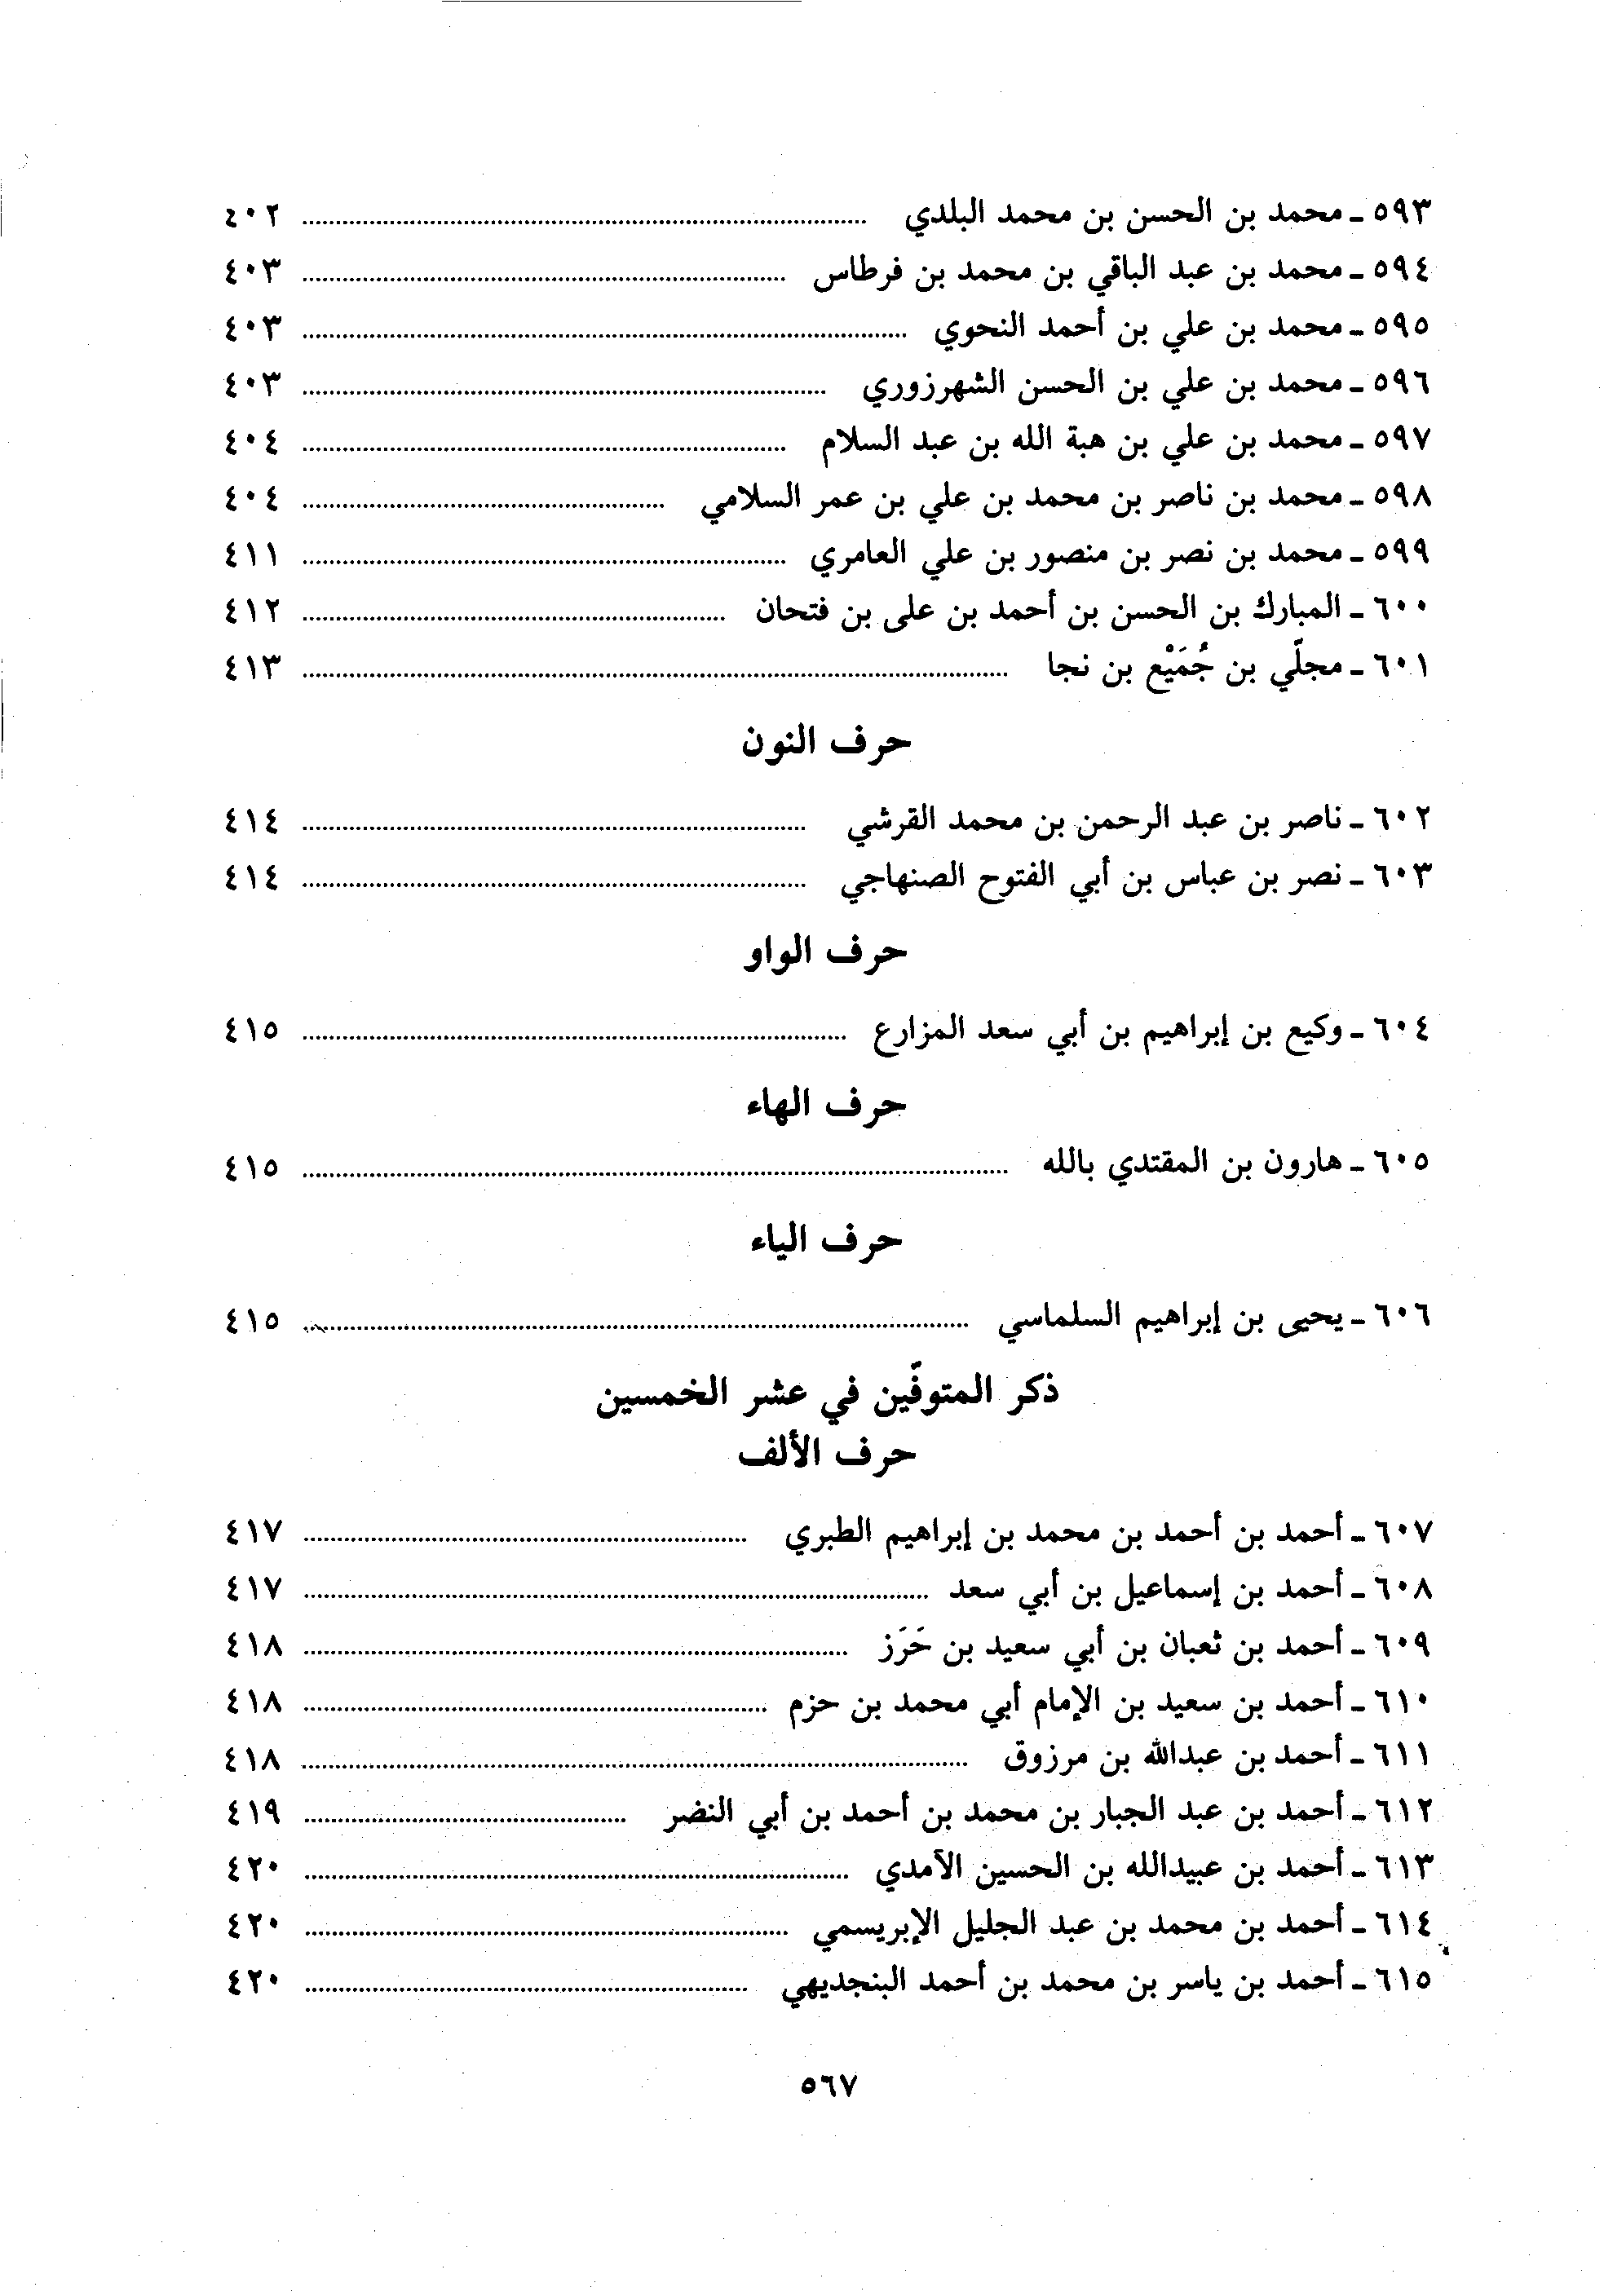 ٥٩٣ - محمد بن الحسن بن محمد البلدي ........ ٤٠٢
٥٩٤ - محمد بن عبد الباقي بن محمد بن فرطاس ........ ٤٠٣
٥٩٥ - محمد بن علي بن أحمد النحوي ........ ٤٠٣
٥٩٦ - محمد بن علي بن الحسن الشهرزوري ........ ٤٠٣
٥٩٧ - محمد بن علي بن هبة الله بن عبد السلام ........ ٤٠٤
٥٩٨ - محمد بن ناصر بن محمد بن علي بن عمر السلامي ........ ٤٠٤
٥٩٩ - محمد بن نصر بن منصور بن علي العامري ........ ٤١١
٦٠٠ - المبارك بن الحسن بن أحمد بن على بن فتحان ........ ٤١٢
٦٠١ - مجلّي بن جُمَيْع بن نجا ........ ٤١٣
حرف النون
٦٠٢ - ناصر بن عبد الرحمن بن محمد القرشي ........ ٤١٤
٦٠٣ - نصر بن عباس بن أبي الفتوح الصنهاجي ........ ٤١٤
حرف الواو
٦٠٤ - وكيع بن إبراهيم بن أبي سعد المزارع ........ ٤١٥
حرف الهاء
٦٠٥ - هارون بن المقتدي بالله ........ ٤١٥
حرف الياء
٦٠٦ - يحيى بن إبراهيم السلماسي ........ ٤١٥
ذكر المتوفّين في عشر الخمسين
حرف الألف
٦٠٧ - أحمد بن أحمد بن محمد بن إبراهيم الطبري ........ ٤١٧
٦٠٨ - أحمد بن إسماعيل بن أبي سعد ........ ٤١٧
٦٠٩ - أحمد بن ثعبان بن أبي سعيد بن حَرَز ........ ٤١٨
٦١٠ - أحمد بن سعيد بن الإمام أبي محمد بن حزم ........ ٤١٨
٦١١ - أحمد بن عبدالله بن مرزوق ........ ٤١٨
٦١٢ - أحمد بن عبد الجبار بن محمد بن أحمد بن أبي النضر ........ ٤١٩
٦١٣ - أحمد بن عبيدالله بن الحسين الآمدي ........ ٤٢٠
٦١٤ - أحمد بن محمد بن عبد الجليل الإبريسمي ........ ٤٢٠
٦١٥ - أحمد بن ياسر بن محمد بن أحمد البنجديهي ........ ٤٢٠
٥٦٧